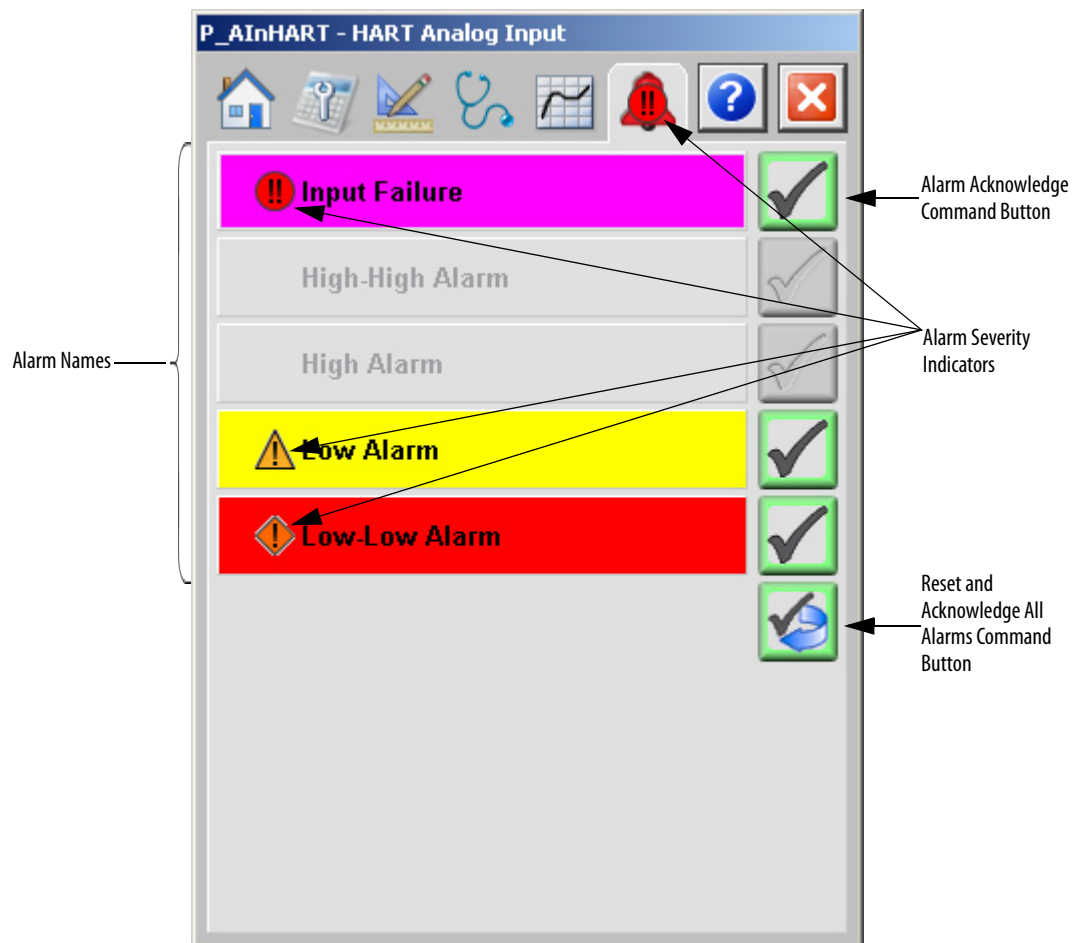 P_AInHART - HART Analog Input
Input Failure
High-High Alarm
High Alarm
Low Alarm
Low-Low Alarm
Alarm Names
Alarm Acknowledge
Command Button
Alarm Severity
Indicators
Reset and
Acknowledge All
Alarms Command
Button